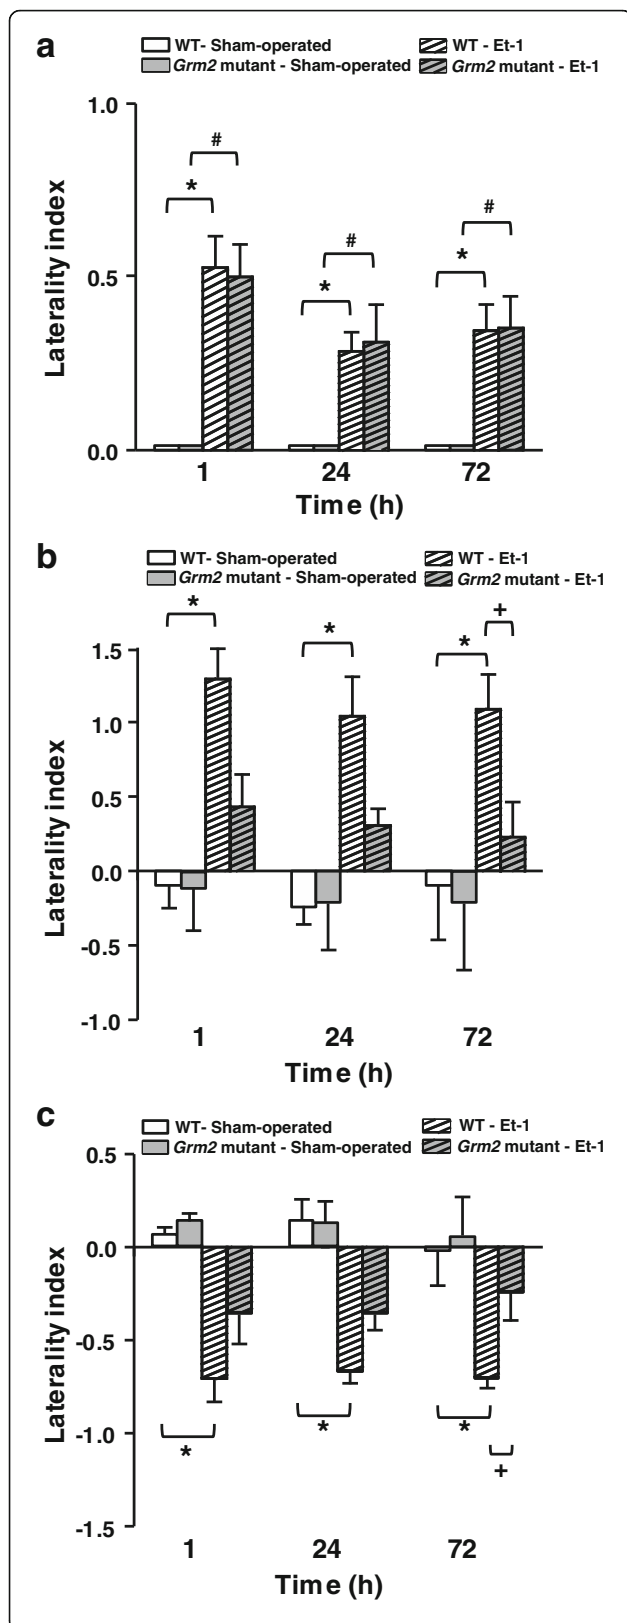 a
WT- Sham-operated WT - Et-1
Grm2 mutant - Sham-operated Grm2 mutant - Et-1
1.0
#
*
#
#
*
0.5
*
0.0
Laterality index
1 24 72
Time (h)
b
WT- Sham-operated WT - Et-1
Grm2 mutant - Sham-operated Grm2 mutant - Et-1
* * * +
1.5
1.0
0.5
0.0
-0.5
-1.0
Laterality index
1 24 72
Time (h)
c
WT- Sham-operated WT - Et-1
Grm2 mutant - Sham-operated Grm2 mutant - Et-1
0.5
0.0
-0.5
-1.0
* * *
+
-1.5
Laterality index
1 24 72
Time (h)